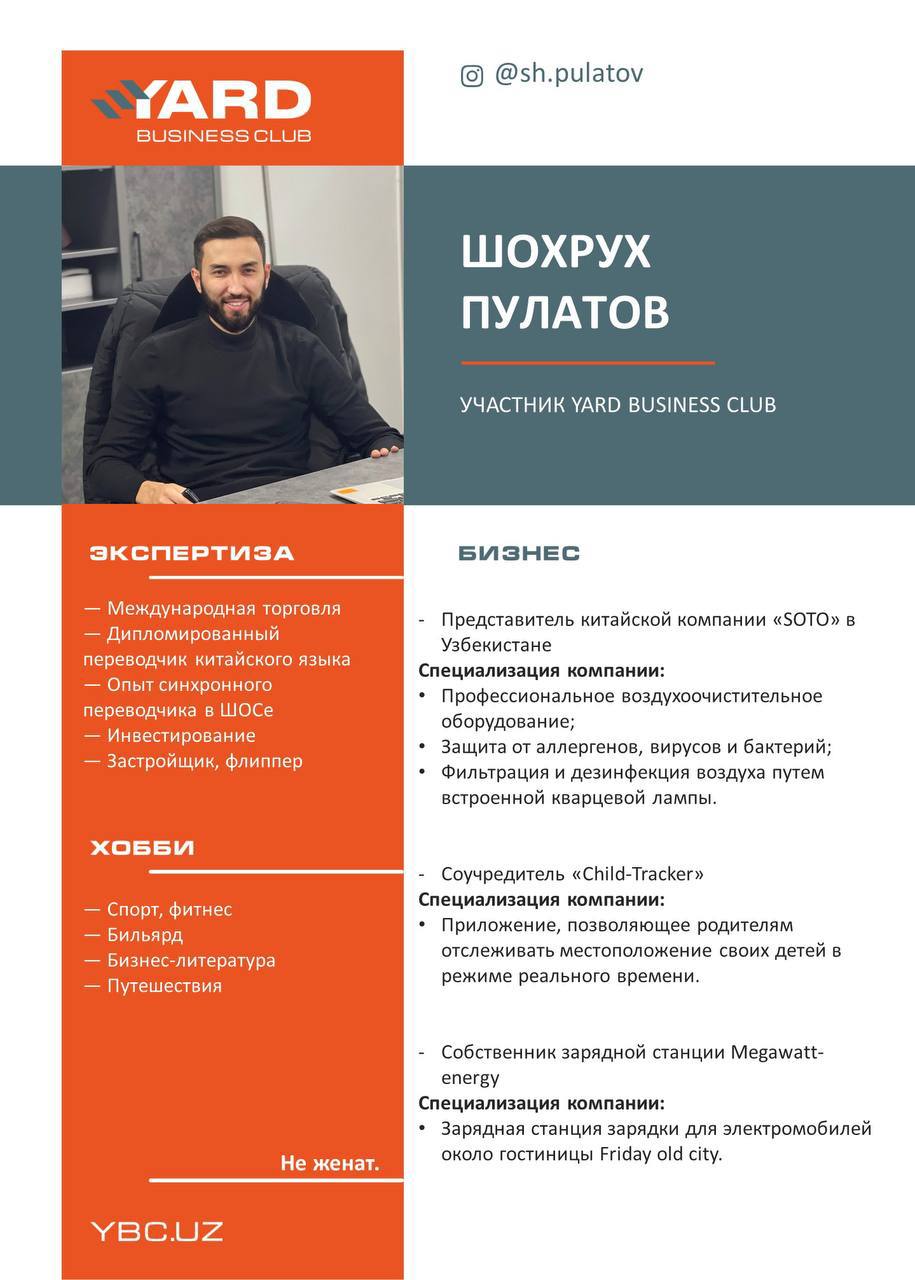 YARD
BUSINESS CLUB
@sh.pulatov
ШОХРУХ
ПУЛАТОВ
УЧАСТНИК YARD BUSINESS CLUB
ЭКСПЕРТИЗА
— Международная торговля
— Дипломированный
переводчик китайского языка
— Опыт синхронного
переводчика в ШОСе
— Инвестирование
— Застройщик, флиппер
ХОББИ
— Спорт, фитнес
— Бильярд
— Бизнес-литература
— Путешествия
Не женат.
YBC.UZ
БИЗНЕС
- Представитель китайской компании «SOTO» в
Узбекистане
Специализация компании:
• Профессиональное воздухоочистительное
оборудование;
• Защита от аллергенов, вирусов и бактерий;
• Фильтрация и дезинфекция воздуха путем
встроенной кварцевой лампы.
- Соучредитель «Child-Tracker»
Специализация компании:
• Приложение, позволяющее родителям
отслеживать местоположение своих детей в
режиме реального времени.
- Собственник зарядной станции Megawatt-
energy
Специализация компании:
• Зарядная станция зарядки для электромобилей
около гостиницы Friday old city.